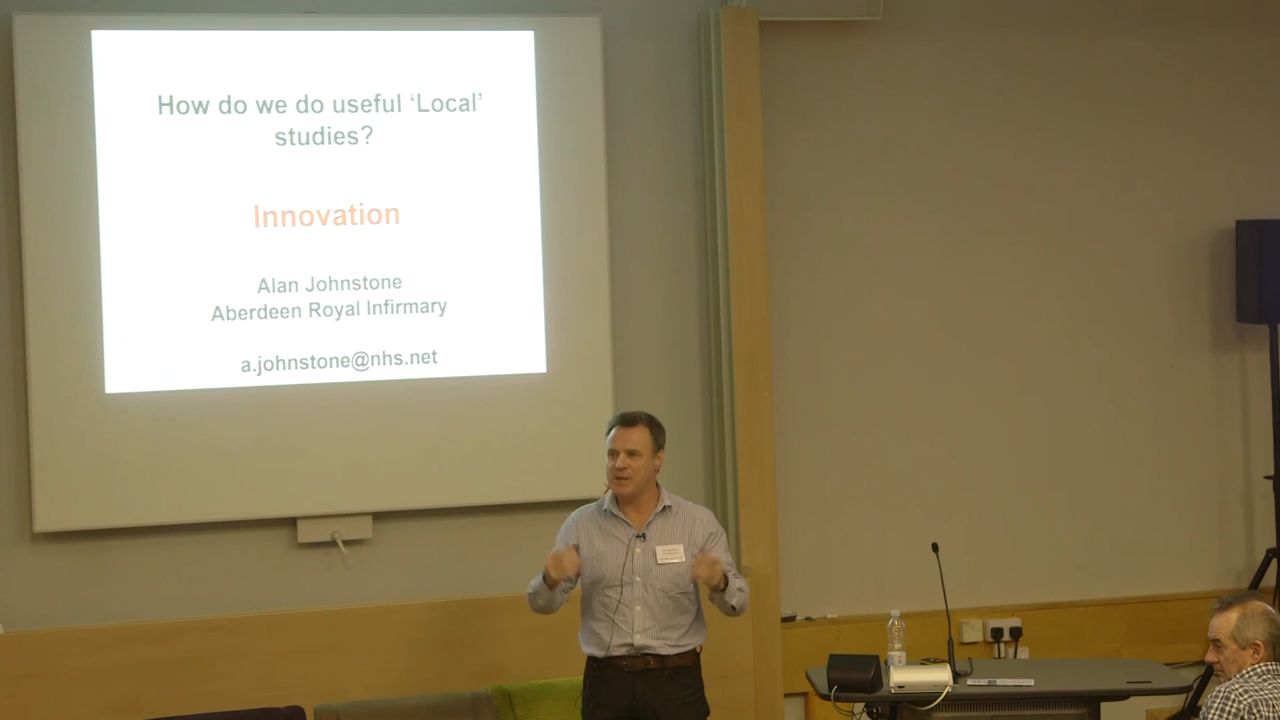 How do we do useful ‘Local’
studies?
Innovation
Alan Johnstone
Aberdeen Royal Infirmary
a.johnstone@nhs.net